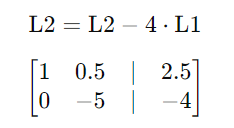 L2 = L2 − 4 · L1
[1 0.5 | 2.5]
[0 −5 | −4]